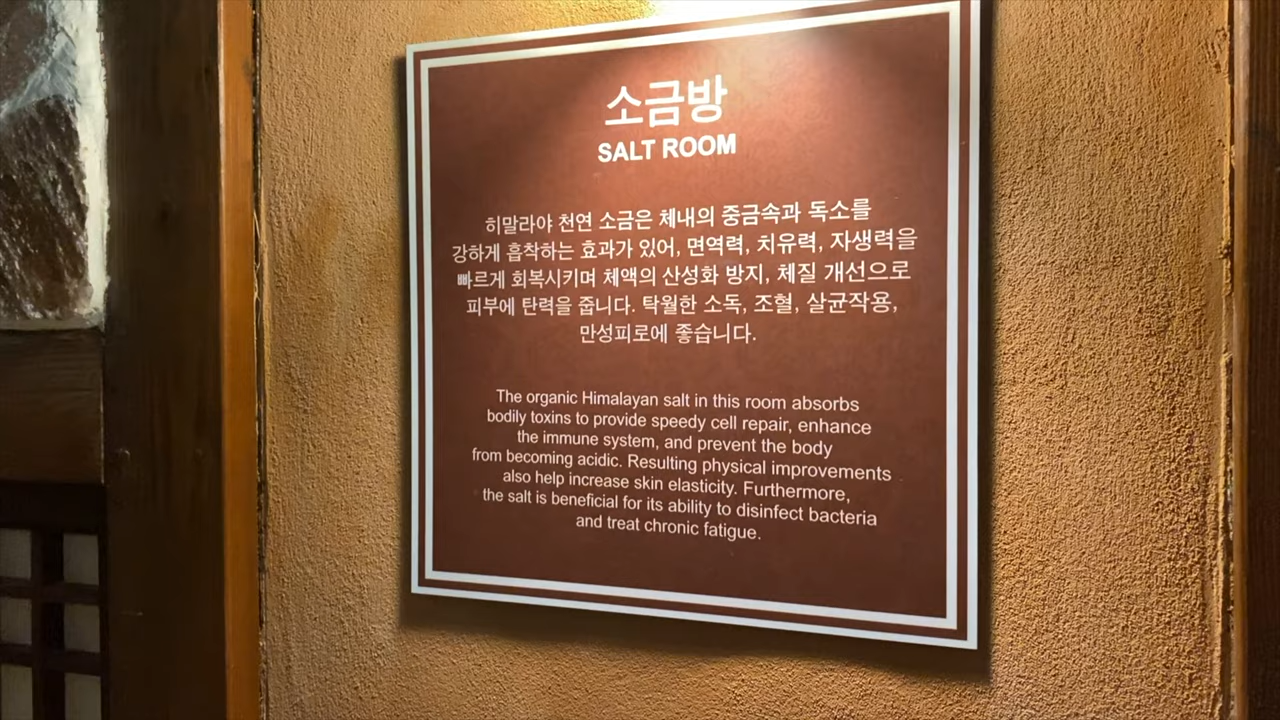 소금방
SALT ROOM
히말라야 천연 소금은 체내의 중금속과 독소를
강하게 흡착하는 효과가 있어, 면역력, 치유력, 자생력을
빠르게 회복시키며 체액의 산성화 방지, 체질 개선으로
피부에 탄력을 줍니다. 탁월한 소독, 조혈, 살균작용,
만성피로에 좋습니다.
The organic Himalayan salt in this room absorbs
bodily toxins to provide speedy cell repair, enhance
the immune system, and prevent the body
from becoming acidic. Resulting physical improvements
also help increase skin elasticity. Furthermore,
the salt is beneficial for its ability to disinfect bacteria
and treat chronic fatigue.